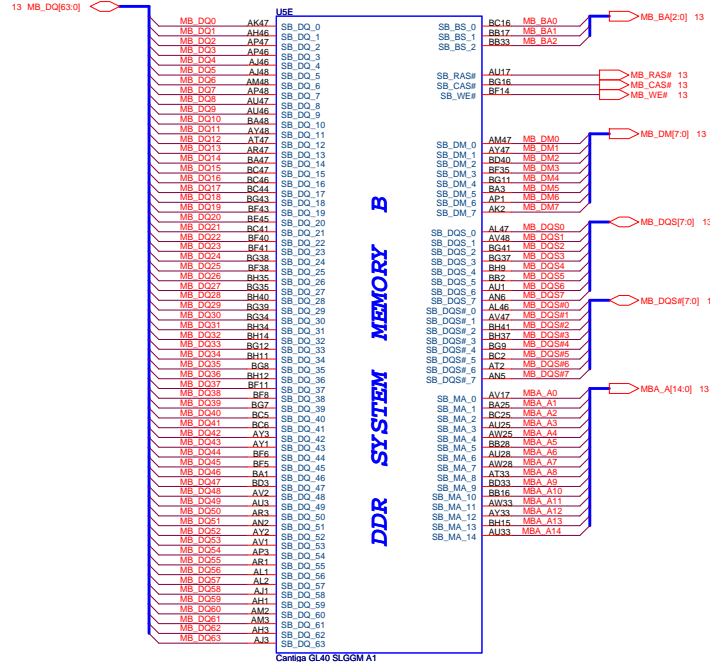 13 MB_DQ[63:0]
U5E
MB_DQ0 AK47 SB_DQ_0
MB_DQ1 AH46 SB_DQ_1
MB_DQ2 AP47 SB_DQ_2
MB_DQ3 AP46 SB_DQ_3
MB_DQ4 AJ46 SB_DQ_4
MB_DQ5 AJ48 SB_DQ_5
MB_DQ6 AM48 SB_DQ_6
MB_DQ7 AP48 SB_DQ_7
MB_DQ8 AU47 SB_DQ_8
MB_DQ9 AU46 SB_DQ_9
MB_DQ10 BA48 SB_DQ_10
MB_DQ11 AY48 SB_DQ_11
MB_DQ12 AT47 SB_DQ_12
MB_DQ13 AR47 SB_DQ_13
MB_DQ14 BA47 SB_DQ_14
MB_DQ15 BC47 SB_DQ_15
MB_DQ16 BC46 SB_DQ_16
MB_DQ17 BC44 SB_DQ_17
MB_DQ18 BG43 SB_DQ_18
MB_DQ19 BF43 SB_DQ_19
MB_DQ20 BE45 SB_DQ_20
MB_DQ21 BC41 SB_DQ_21
MB_DQ22 BF40 SB_DQ_22
MB_DQ23 BF41 SB_DQ_23
MB_DQ24 BG38 SB_DQ_24
MB_DQ25 BF38 SB_DQ_25
MB_DQ26 BH35 SB_DQ_26
MB_DQ27 BG35 SB_DQ_27
MB_DQ28 BH40 SB_DQ_28
MB_DQ29 BG39 SB_DQ_29
MB_DQ30 BG34 SB_DQ_30
MB_DQ31 BH34 SB_DQ_31
MB_DQ32 BH14 SB_DQ_32
MB_DQ33 BG12 SB_DQ_33
MB_DQ34 BH11 SB_DQ_34
MB_DQ35 BG8 SB_DQ_35
MB_DQ36 BH12 SB_DQ_36
MB_DQ37 BF11 SB_DQ_37
MB_DQ38 BF8 SB_DQ_38
MB_DQ39 BG7 SB_DQ_39
MB_DQ40 BC5 SB_DQ_40
MB_DQ41 BC6 SB_DQ_41
MB_DQ42 AY3 SB_DQ_42
MB_DQ43 AY1 SB_DQ_43
MB_DQ44 BF6 SB_DQ_44
MB_DQ45 BF5 SB_DQ_45
MB_DQ46 BA1 SB_DQ_46
MB_DQ47 BD3 SB_DQ_47
MB_DQ48 AV2 SB_DQ_48
MB_DQ49 AU3 SB_DQ_49
MB_DQ50 AR3 SB_DQ_50
MB_DQ51 AN2 SB_DQ_51
MB_DQ52 AY2 SB_DQ_52
MB_DQ53 AV1 SB_DQ_53
MB_DQ54 AP3 SB_DQ_54
MB_DQ55 AR1 SB_DQ_55
MB_DQ56 AL1 SB_DQ_56
MB_DQ57 AL2 SB_DQ_57
MB_DQ58 AJ1 SB_DQ_58
MB_DQ59 AH1 SB_DQ_59
MB_DQ60 AM2 SB_DQ_60
MB_DQ61 AM3 SB_DQ_61
MB_DQ62 AH3 SB_DQ_62
MB_DQ63 AJ3 SB_DQ_63
DDR SYSTEM MEMORY B
SB_BS_0 BC16 MB_BA0
SB_BS_1 BB17 MB_BA1
SB_BS_2 BB33 MB_BA2
MB_BA[2:0] 13
SB_RAS# AU17 MB_RAS# 13
SB_CAS# BG16 MB_CAS# 13
SB_WE# BF14 MB_WE# 13
SB_DM_0 AM47 MB_DM0
SB_DM_1 AY47 MB_DM1
SB_DM_2 BD40 MB_DM2
SB_DM_3 BF35 MB_DM3
SB_DM_4 BG11 MB_DM4
SB_DM_5 BA3 MB_DM5
SB_DM_6 AP1 MB_DM6
SB_DM_7 AK2 MB_DM7
MB_DM[7:0] 13
SB_DQS_0 AL47 MB_DQS0
SB_DQS_1 AV48 MB_DQS1
SB_DQS_2 BG41 MB_DQS2
SB_DQS_3 BG37 MB_DQS3
SB_DQS_4 BH9 MB_DQS4
SB_DQS_5 BB2 MB_DQS5
SB_DQS_6 AU1 MB_DQS6
SB_DQS_7 AN6 MB_DQS7
MB_DQS[7:0] 13
SB_DQS#_0 AL46 MB_DQS#0
SB_DQS#_1 AV47 MB_DQS#1
SB_DQS#_2 BH41 MB_DQS#2
SB_DQS#_3 BH37 MB_DQS#3
SB_DQS#_4 BG9 MB_DQS#4
SB_DQS#_5 BC2 MB_DQS#5
SB_DQS#_6 AT2 MB_DQS#6
SB_DQS#_7 AN5 MB_DQS#7
MB_DQS#[7:0] 1
SB_MA_0 AV17 MBA_A0
SB_MA_1 BA25 MBA_A1
SB_MA_2 BC25 MBA_A2
SB_MA_3 AU25 MBA_A3
SB_MA_4 AW25 MBA_A4
SB_MA_5 BB28 MBA_A5
SB_MA_6 AU28 MBA_A6
SB_MA_7 AW28 MBA_A7
SB_MA_8 AT33 MBA_A8
SB_MA_9 BD33 MBA_A9
SB_MA_10 BB16 MBA_A10
SB_MA_11 AW33 MBA_A11
SB_MA_12 AY33 MBA_A12
SB_MA_13 BH15 MBA_A13
SB_MA_14 AU33 MBA_A14
MBA_A[14:0] 13
Cantiga GL40 SLGGM A1